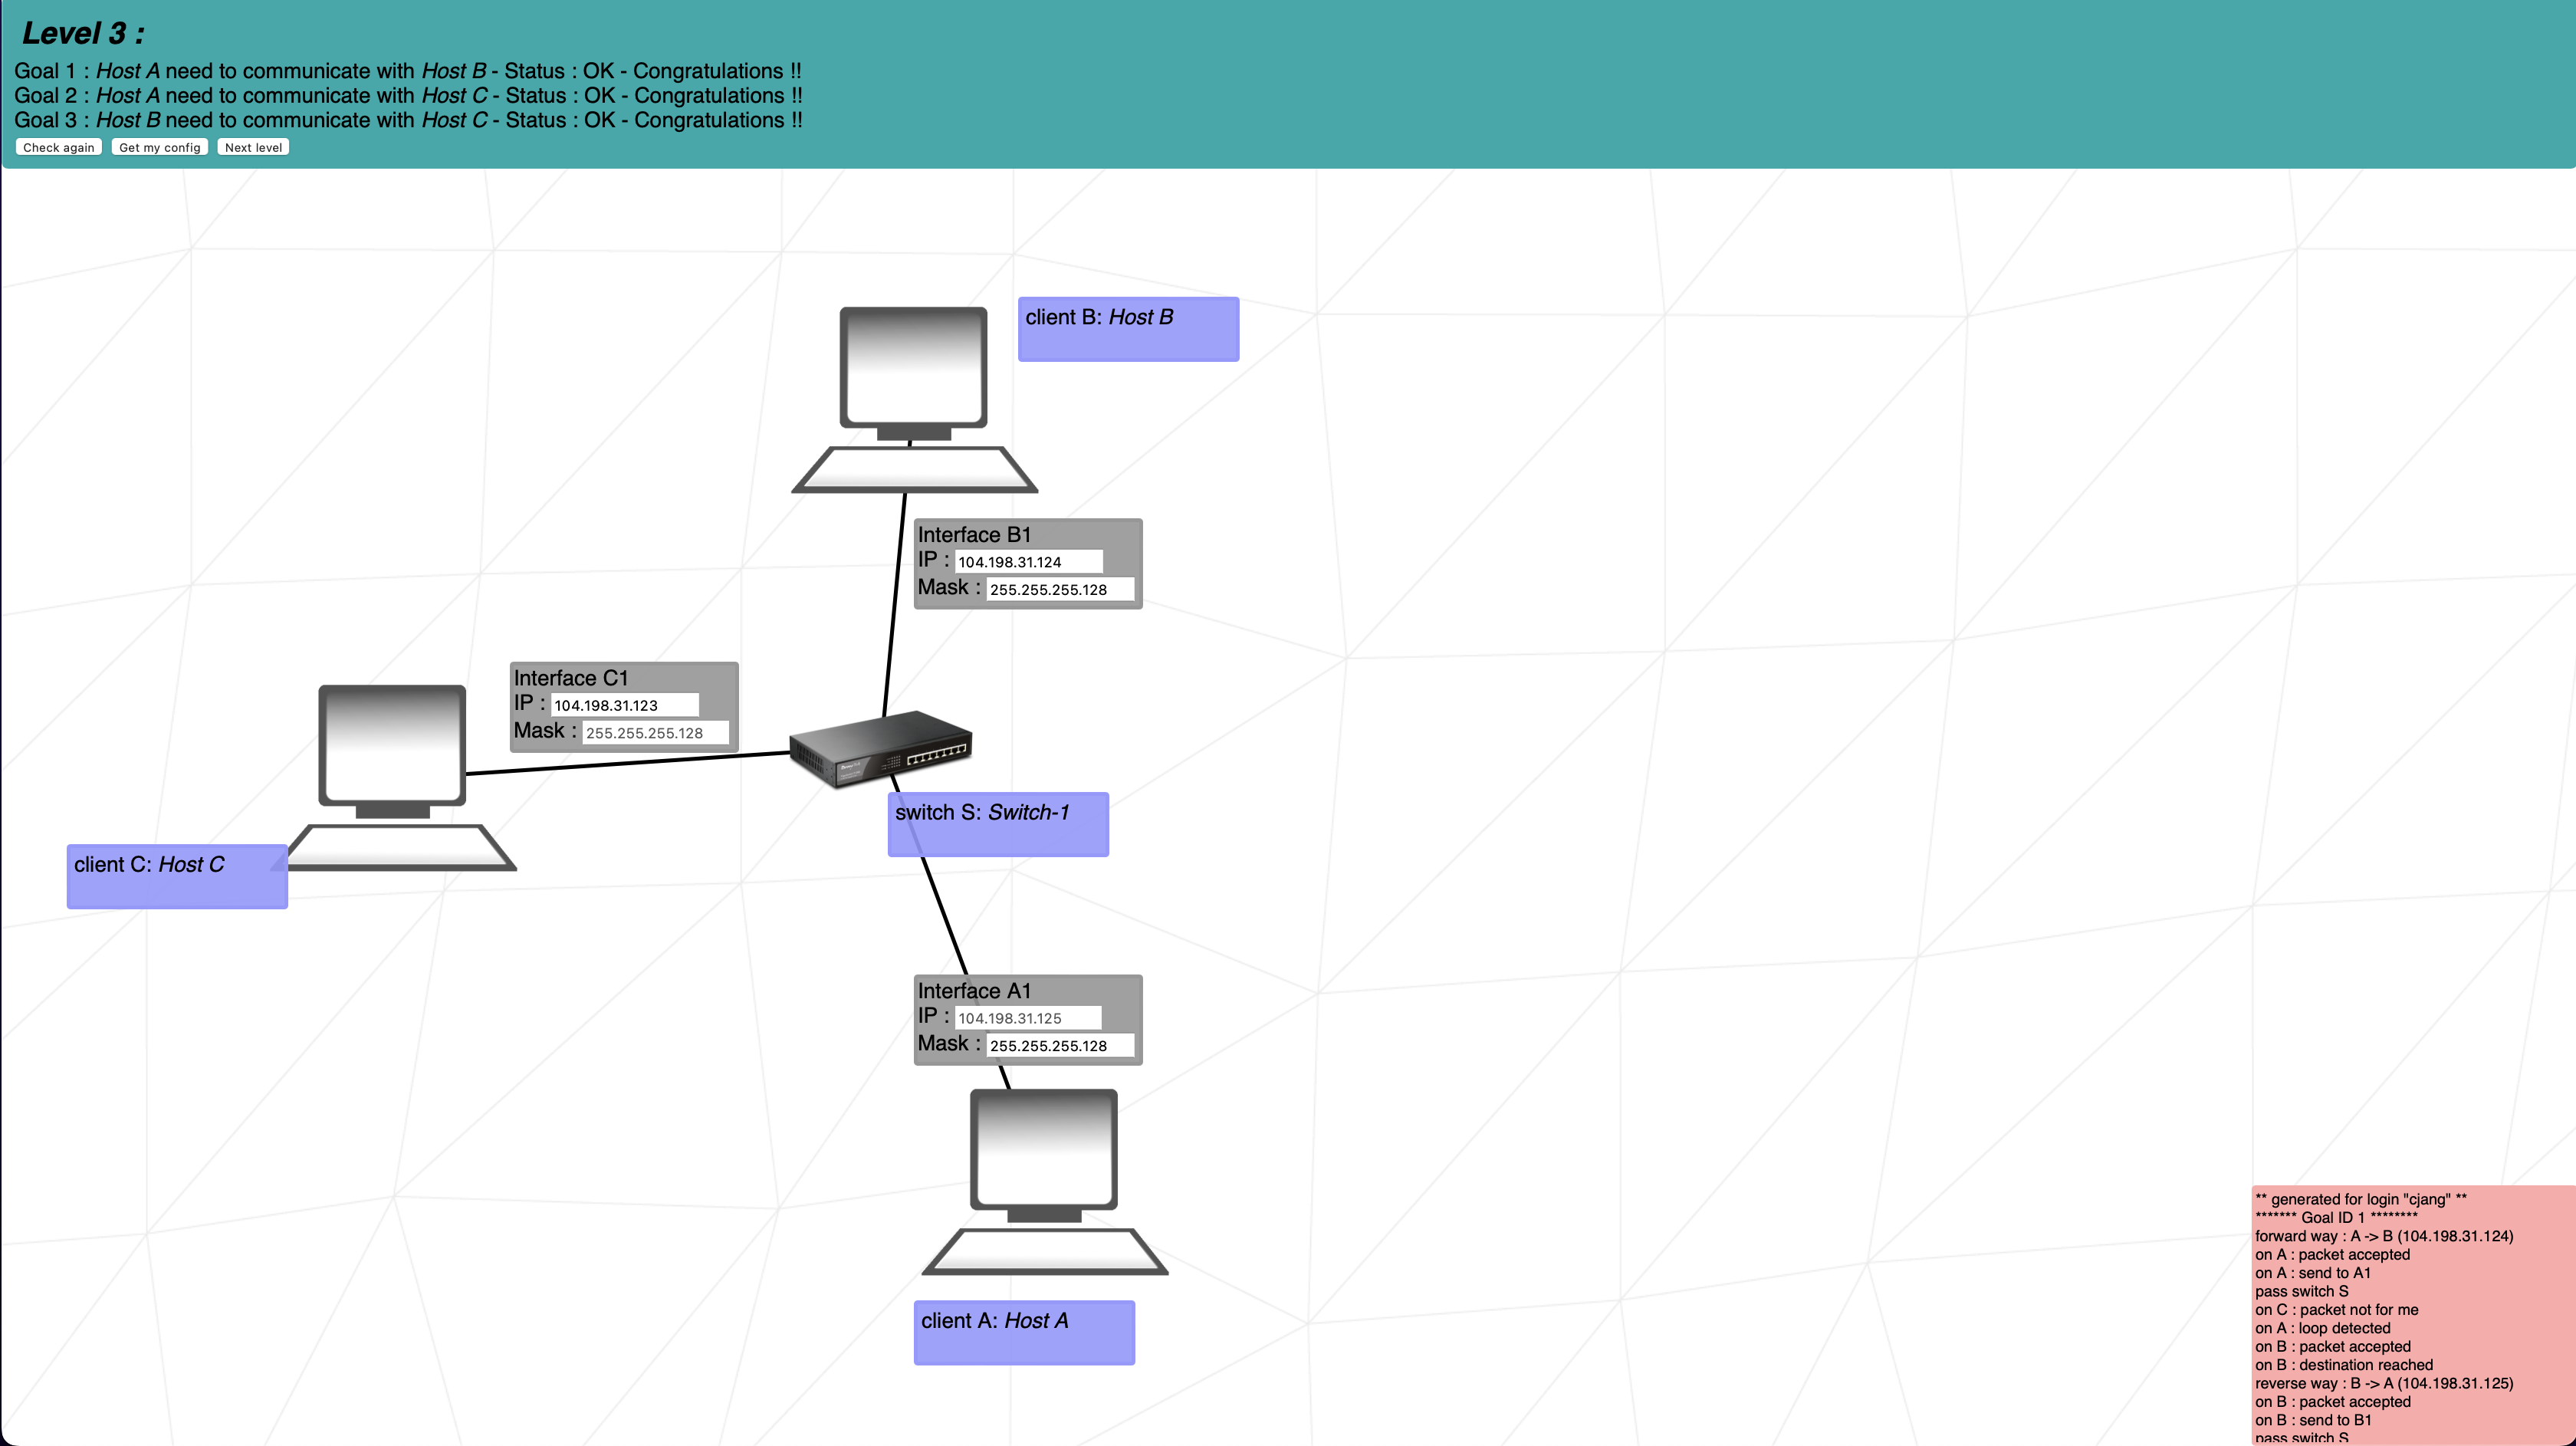 Level 3 :
Goal 1 : Host A need to communicate with Host B - Status : OK - Congratulations !!
Goal 2 : Host A need to communicate with Host C - Status : OK - Congratulations !!
Goal 3 : Host B need to communicate with Host C - Status : OK - Congratulations !!
Check again Get my config Next level
client B: Host B
Interface B1
IP : 104.198.31.124
Mask : 255.255.255.128
Interface C1
IP : 104.198.31.123
Mask : 255.255.255.128
switch S: Switch-1
client C: Host C
Interface A1
IP : 104.198.31.125
Mask : 255.255.255.128
client A: Host A
** generated for login "cjang" **
******* Goal ID 1 ********
forward way : A -> B (104.198.31.124)
on A : packet accepted
on A : send to A1
pass switch S
on C : packet not for me
on A : loop detected
on B : packet accepted
on B : destination reached
reverse way : B -> A (104.198.31.125)
on B : packet accepted
on B : send to B1
pass switch S